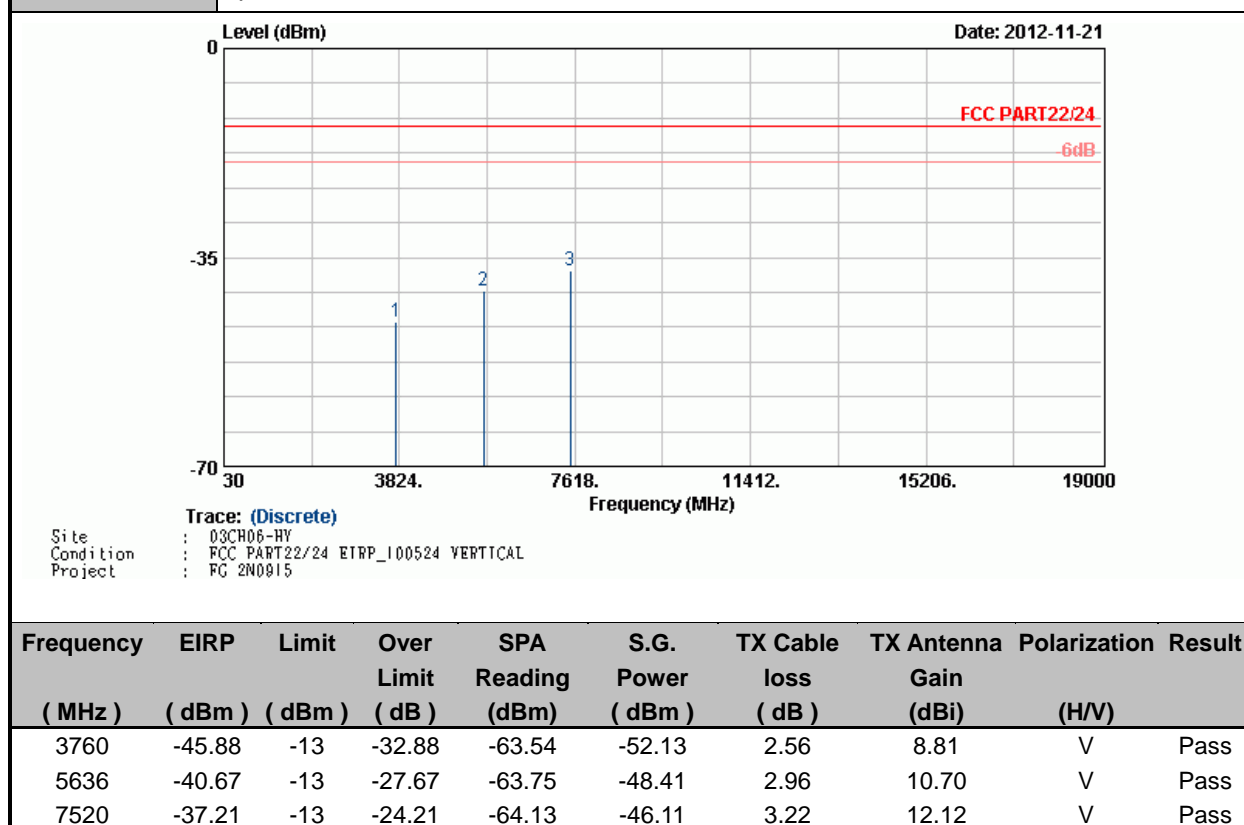 Level (dBm)
Date: 2012-11-21
0
FCC PART22/24
-6dB
-35
3
2
1
-70
30 3824. 7618. 11412. 15206. 19000
Frequency (MHz)
Trace: (Discrete)
Site : 03CH06-HY
Condition : FCC PART22/24 EIRP_100524 VERTICAL
Project : FG 2N0915
Frequency EIRP Limit Over SPA S.G. TX Cable TX Antenna Polarization Result
Limit Reading Power loss Gain
( MHz ) ( dBm ) ( dBm ) ( dB ) (dBm) ( dBm ) ( dB ) (dBi) (H/V)
3760 -45.88 -13 -32.88 -63.54 -52.13 2.56 8.81 V Pass
5636 -40.67 -13 -27.67 -63.75 -48.41 2.96 10.70 V Pass
7520 -37.21 -13 -24.21 -64.13 -46.11 3.22 12.12 V Pass